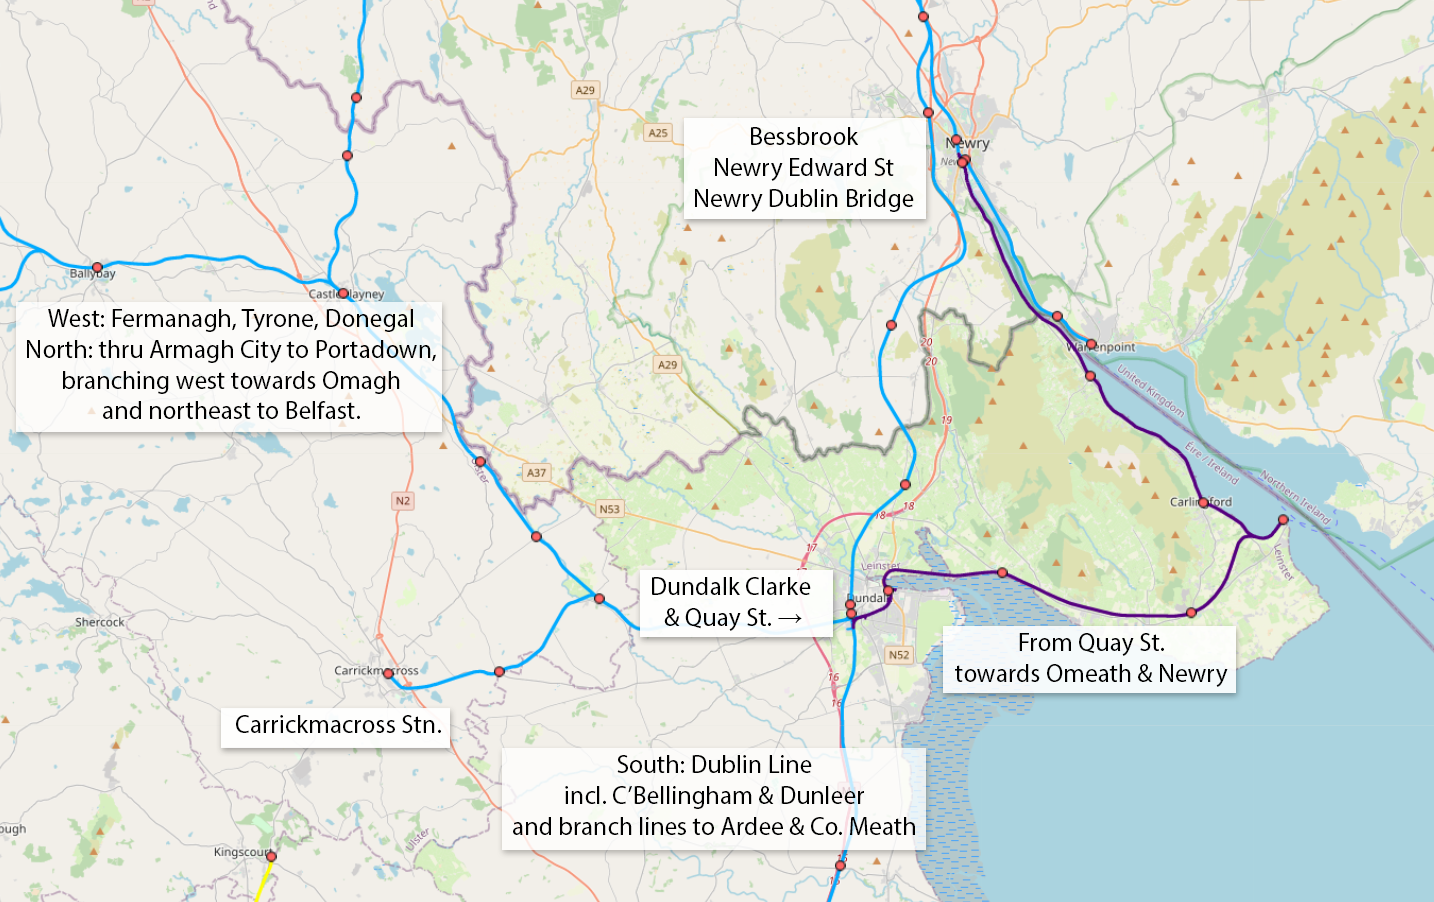 A29
A25
Bessbrook
Newry Edward St
Newry Dublin Bridge
Newry
Ballybay
Castleblayney
West: Fermanagh, Tyrone, Donegal
North: thru Armagh City to Portadown,
branching west towards Omagh
and northeast to Belfast.
20
20
Warrenpoint
A29
United Kingdom
19
Éire / Ireland
Ulster
A37
N2
N53
Northern Ireland
Carlingford
18
18
17
Leinster
Leinster
Dundalk Clarke
& Quay St. →
Dundalk
Shercock
From Quay St.
towards Omeath & Newry
N52
Carrickmacross
16
16
Carrickmacross Stn.
South: Dublin Line
incl. C’Bellingham & Dunleer
and branch lines to Ardee & Co. Meath
ough
Ulster
Kingscourt